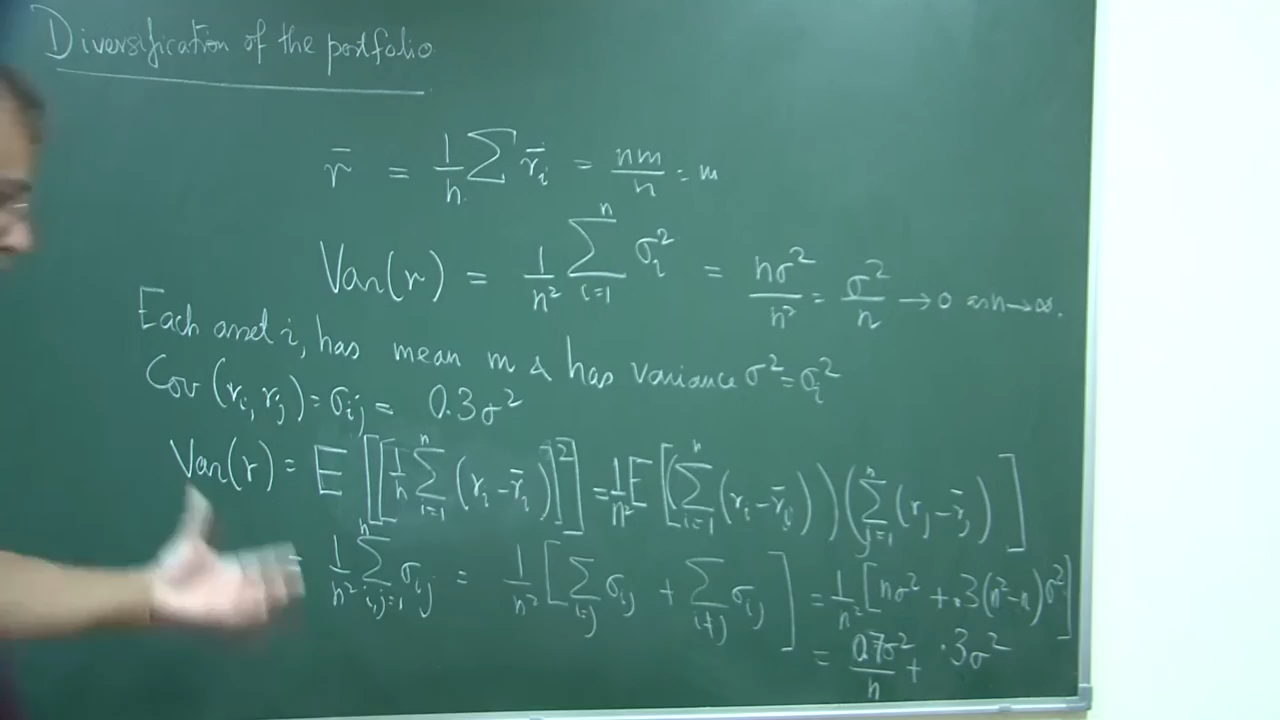 Diversification of the portfolio
r̄ = 1/n ∑ r̄ᵢ = nm/n = m
Var(r) = 1/n² ∑ᵢ₌₁ⁿ σᵢ² = nσ²/n² = σ²/n → 0 as n → ∞.
Each asset i, has mean m & has variance σ² = σᵢ²
Cov(rᵢ, rⱼ) = σᵢⱼ = 0.3σ²
Var(r) = E[[1/n ∑ᵢ₌₁ⁿ (rᵢ - r̄ᵢ)]²] = 1/n² E[(∑ᵢ₌₁ⁿ (rᵢ - r̄ᵢ))(∑ⱼ₌₁ⁿ (rⱼ - r̄ⱼ)]
= 1/n² ∑ᵢ,ⱼ₌₁ⁿ σᵢⱼ = 1/n² [∑ᵢ₌ⱼ σᵢⱼ + ∑ᵢ≠ⱼ σᵢⱼ] = 1/n² [nσ² + .3(n² - n)σ²]
= 0.7σ²/n + .3σ²